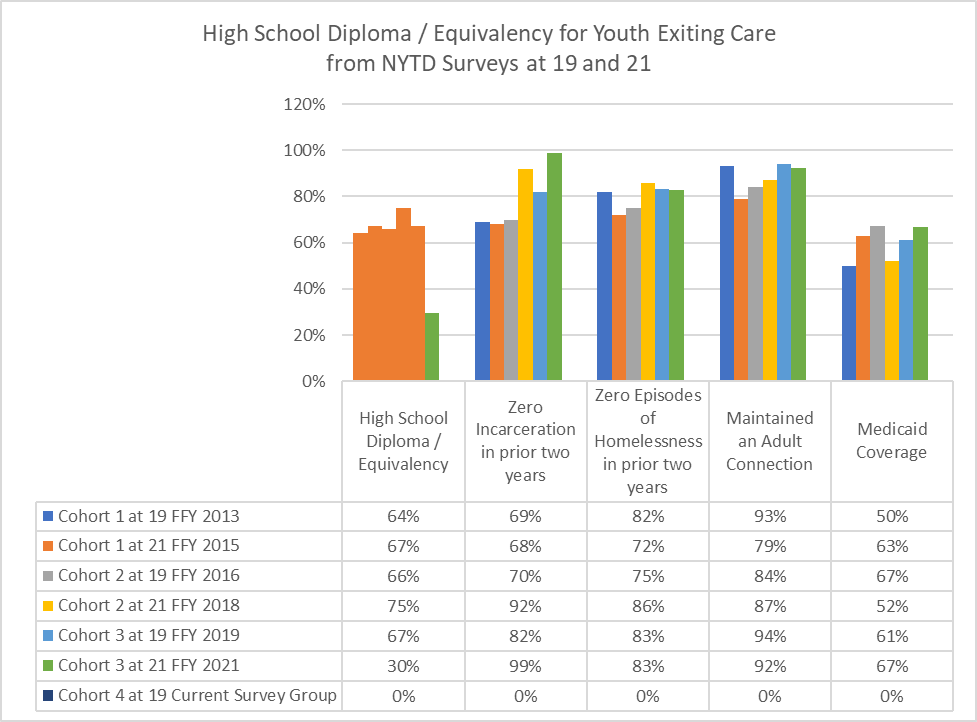 High School Diploma / Equivalency for Youth Exiting Care
from NYTD Surveys at 19 and 21
120%
100%
80%
60%
40%
20%
0%
High School
Diploma /
Equivalency
Zero
Incarceration
in prior two
years
Zero Episodes
of
Homelessness
in prior two
years
Maintained
an Adult
Connection
Medicaid
Coverage
Cohort 1 at 19 FFY 2013 64% 69% 82% 93% 50%
Cohort 1 at 21 FFY 2015 67% 68% 72% 79% 63%
Cohort 2 at 19 FFY 2016 66% 70% 75% 84% 67%
Cohort 2 at 21 FFY 2018 75% 92% 86% 87% 52%
Cohort 3 at 19 FFY 2019 67% 82% 83% 94% 61%
Cohort 3 at 21 FFY 2021 30% 99% 83% 92% 67%
Cohort 4 at 19 Current Survey Group 0% 0% 0% 0% 0%